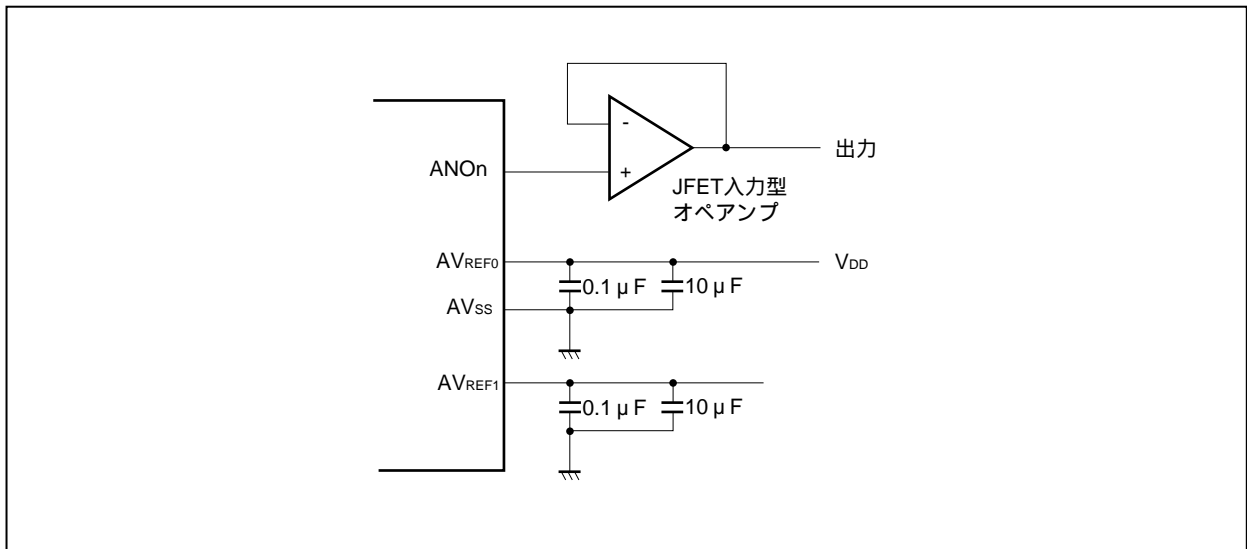 -
出力
ANOn
+
JFET入力型
オペアンプ
AVREF0
VDD
0.1 μ F
10 μ F
AVSS
AVREF1
0.1 μ F
10 μ F